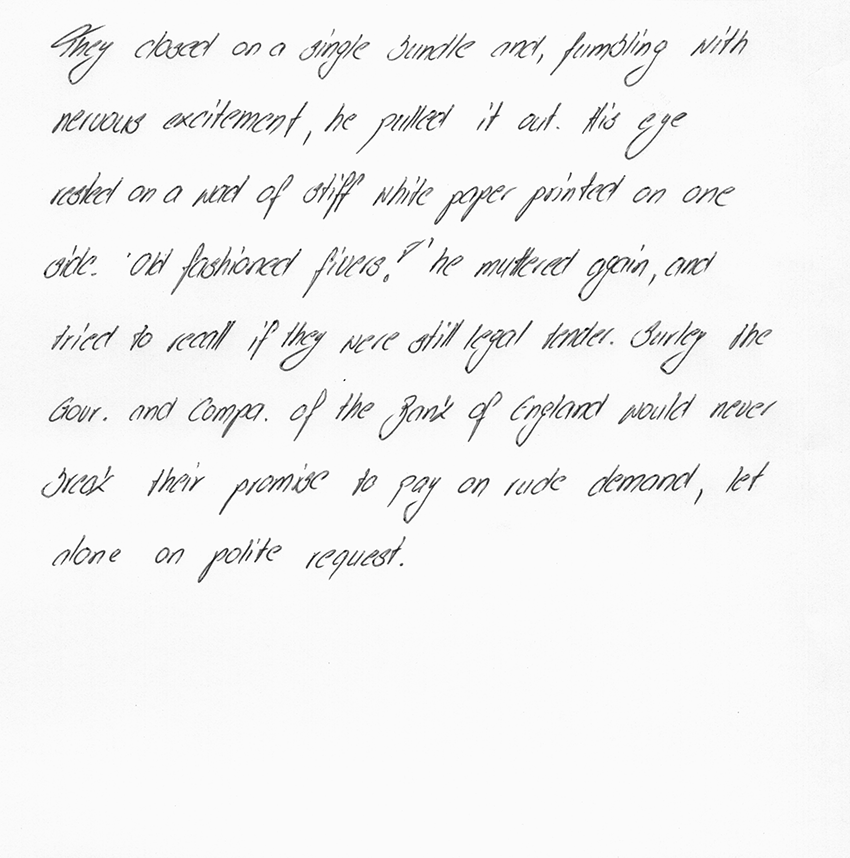 They closed on a single bundle and, fumbling with
nervous excitement, he pulled it out. His eye
rested on a wad of stiff white paper printed on one
side. 'Old fashioned fivers!?' he muttered again, and
tried to recall if they were still legal tender. Surley the
Gour. and Compa. of the Bank of England would never
break their promise to pay on rude demand, let
alone on polite request.